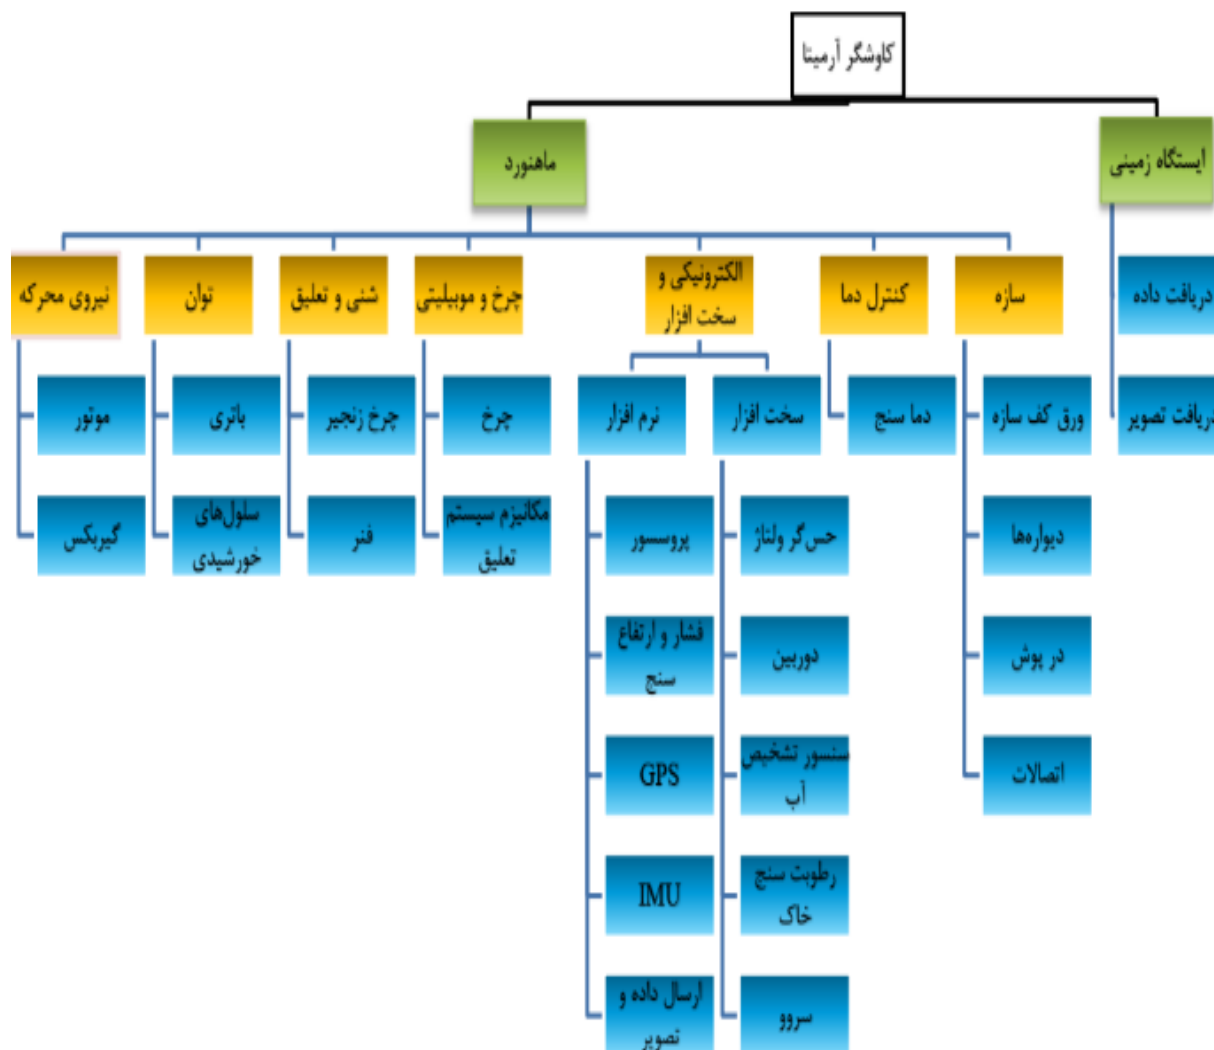 کاوشگر آرمیتا
ایستگاه زمینی
ماهنورد
دریافت داده
سازه
کنترل دما
الکترونیکی و
سخت افزار
چرخ و موبیلیتی
شنی و تعلیق
توان
نیروی محرکه
دریافت تصویر
ورق کف سازه
دما سنج
سخت افزار
نرم افزار
چرخ
چرخ زنجیر
باتری
موتور
دیواره‌ها
حس‌گر ولتاژ
پروسسور
مکانیزم سیستم
تعلیق
فنر
سلول‌های
خورشیدی
گیربکس
در پوش
دوربین
فشار و ارتفاع
سنج
اتصالات
سنسور تشخیص
آب
GPS
رطوبت سنج
خاک
IMU
سروو
ارسال داده و
تصویر